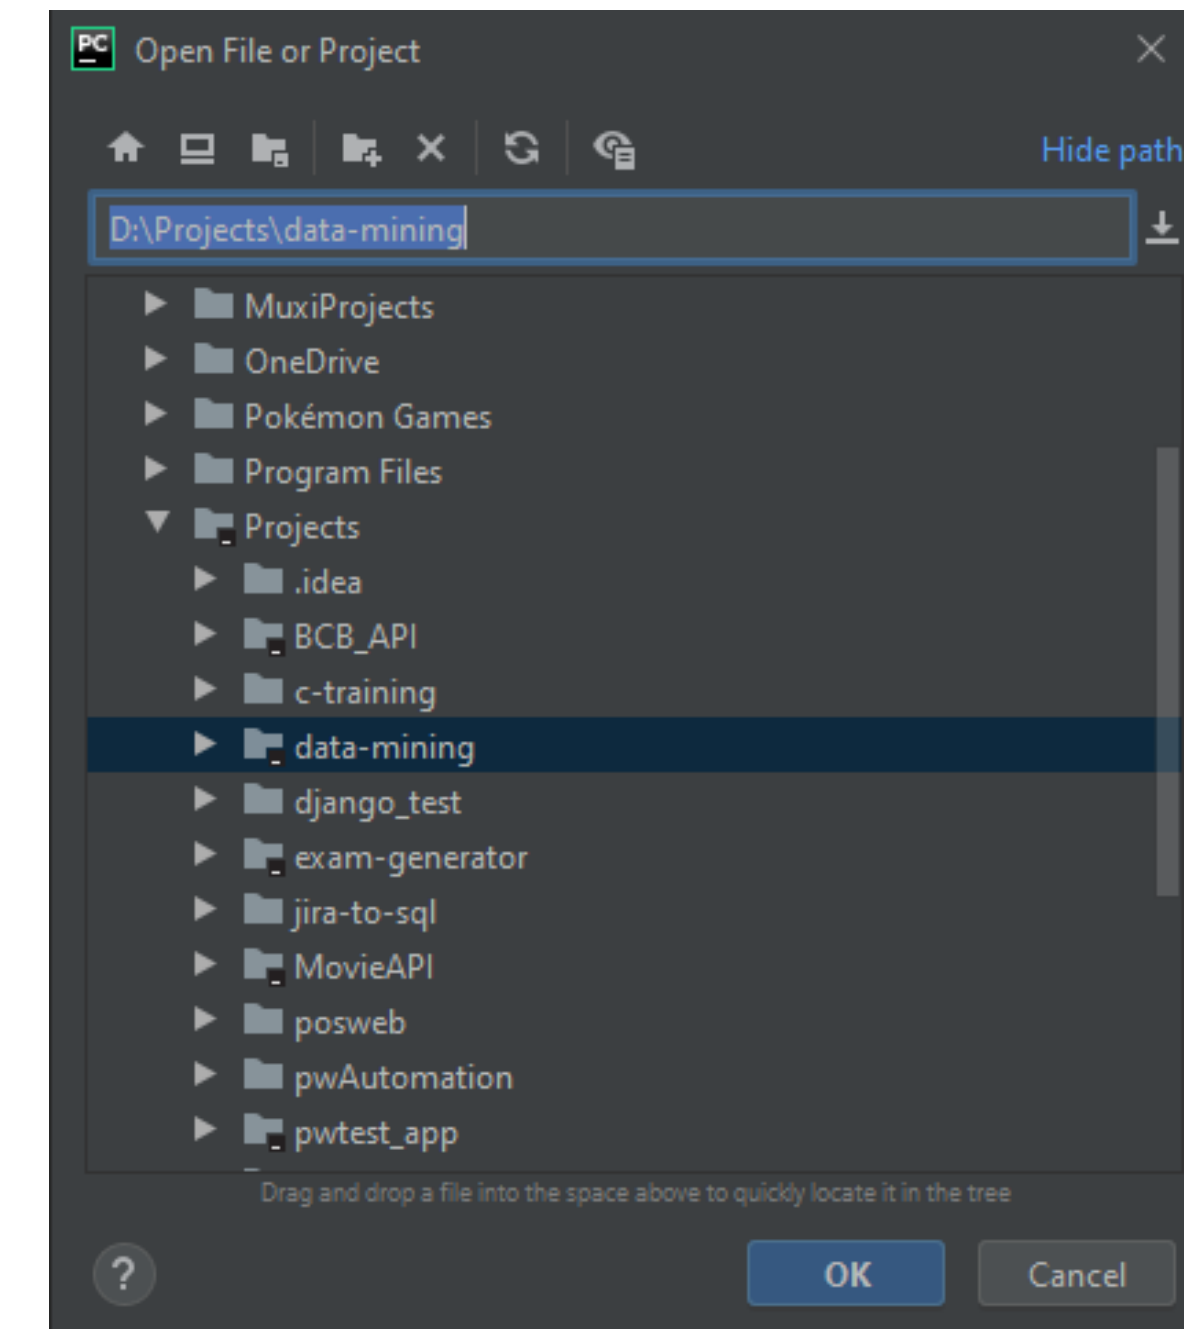 PC Open File or Project
Hide path
D:\Projects\data-mining
MuxiProjects
OneDrive
Pokémon Games
Program Files
Projects
.idea
BCB_API
c-training
data-mining
django_test
exam-generator
jira-to-sql
MovieAPI
posweb
pwAutomation
pwtest_app
Drag and drop a file into the space above to quickly locate it in the tree
?
OK
Cancel